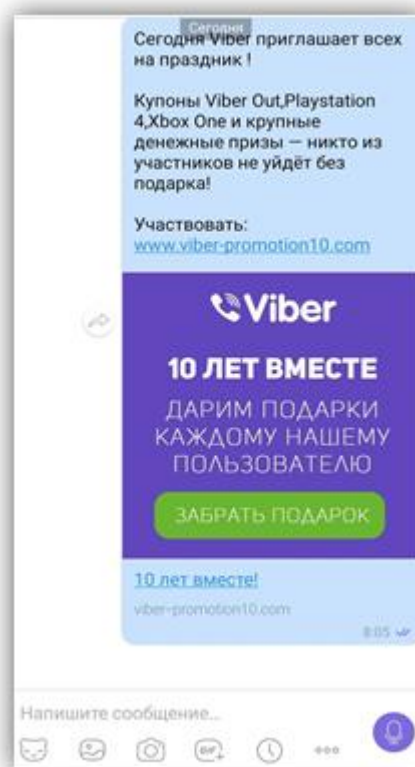 Сегодня
Сегодня Viber приглашает всех
на праздник !
Купоны Viber Out,Playstation
4,Xbox One и крупные
денежные призы — никто из
участников не уйдёт без
подарка!
Участвовать:
www.viber-promotion10.com
Viber
10 ЛЕТ ВМЕСТЕ
ДАРИМ ПОДАРКИ
КАЖДОМУ НАШЕМУ
ПОЛЬЗОВАТЕЛЮ
ЗАБРАТЬ ПОДАРОК
10 лет вместе!
viber-promotion10.com
8:05
Напишите сообщение...
GIF